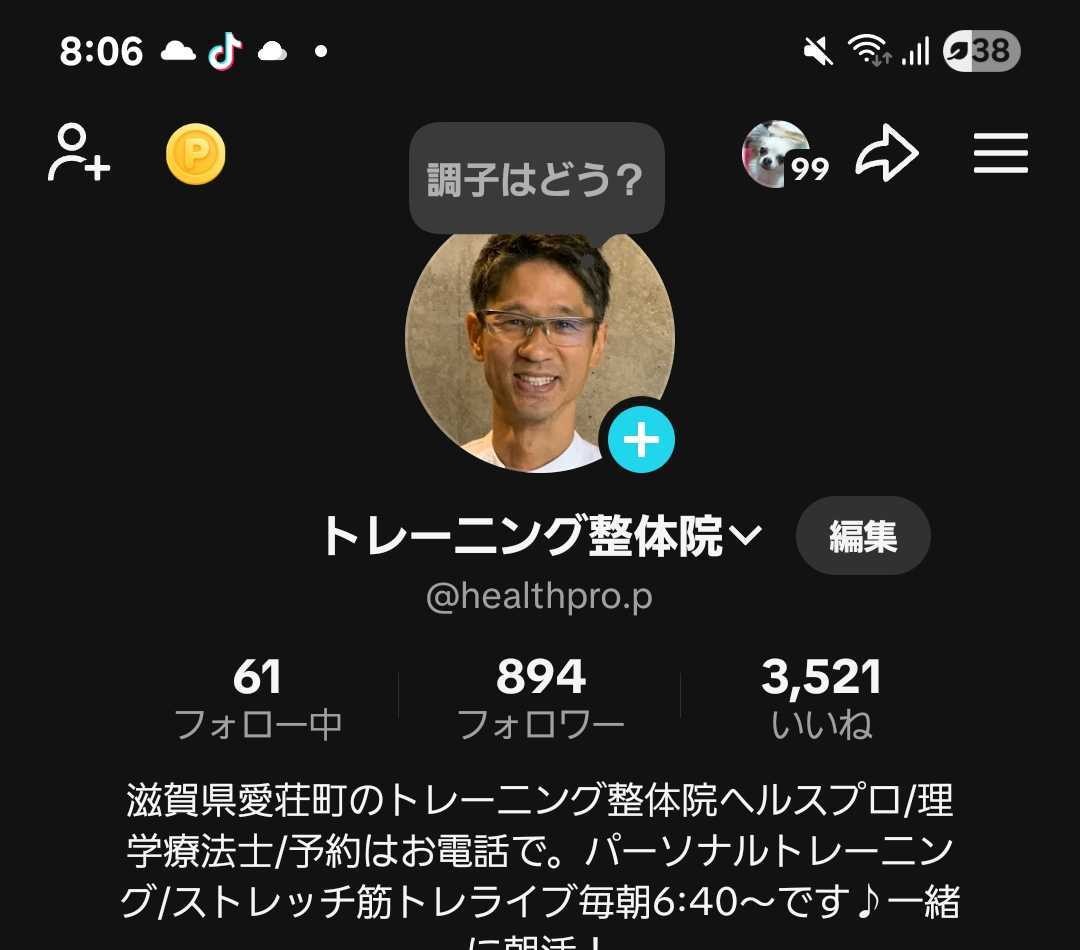 8:06
38
P
調子はどう？
99
トレーニング整体院
編集
@healthpro.p
61
894
3,521
フォロー中
フォロワー
いいね
滋賀県愛荘町のトレーニング整体院ヘルスプロ/理
学療法士/予約はお電話で。パーソナルトレーニン
グ/ストレッチ筋トレライブ毎朝6:40〜です♪一緒
に朝活！